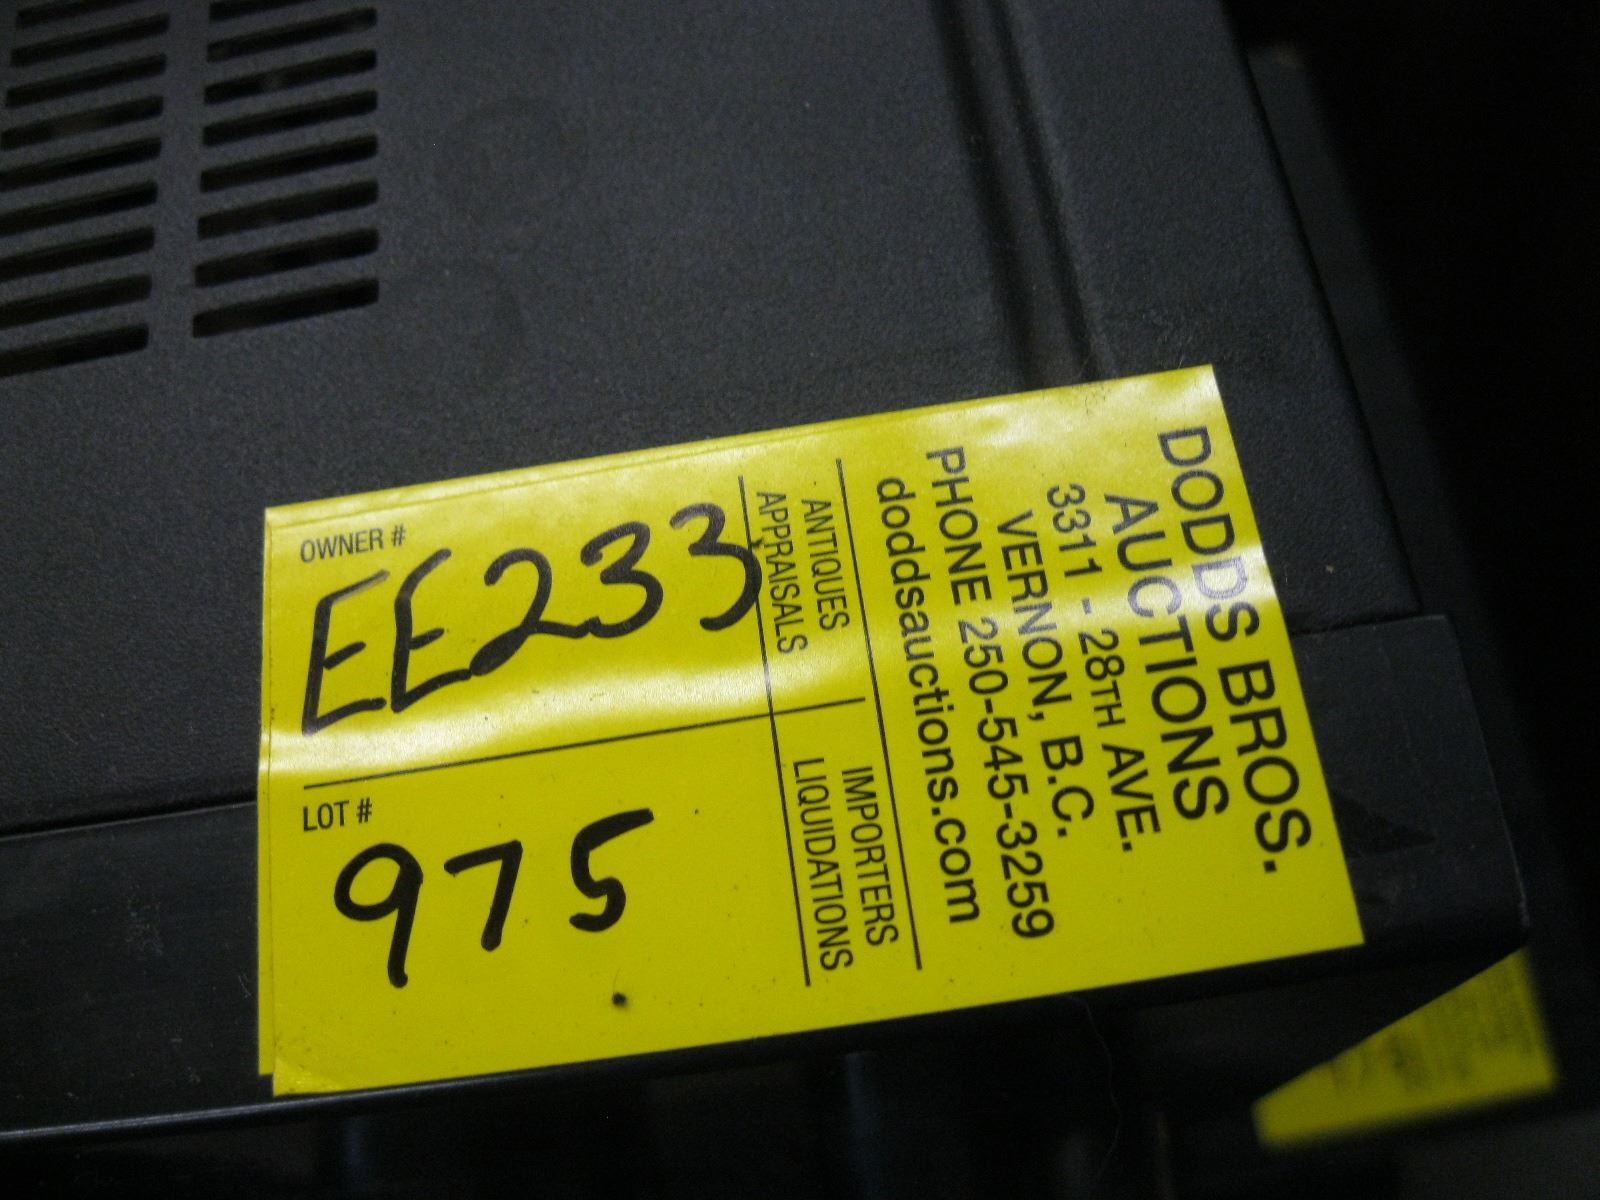 DODDS BROS.
AUCTIONS
3311 - 28TH AVE.
VERNON, B.C.
PHONE 250-545-3259
doddsauctions.com
ANTIQUES
APPRAISALS
IMPORTERS
LIQUIDATIONS
OWNER #
EE233
LOT #
975